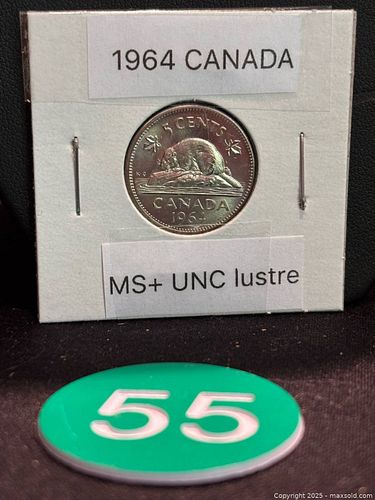 1964 CANADA
5 CENTS
K G
CANADA
1964
MS+ UNC lustre
55
Copyright 2025 - maxsold.com